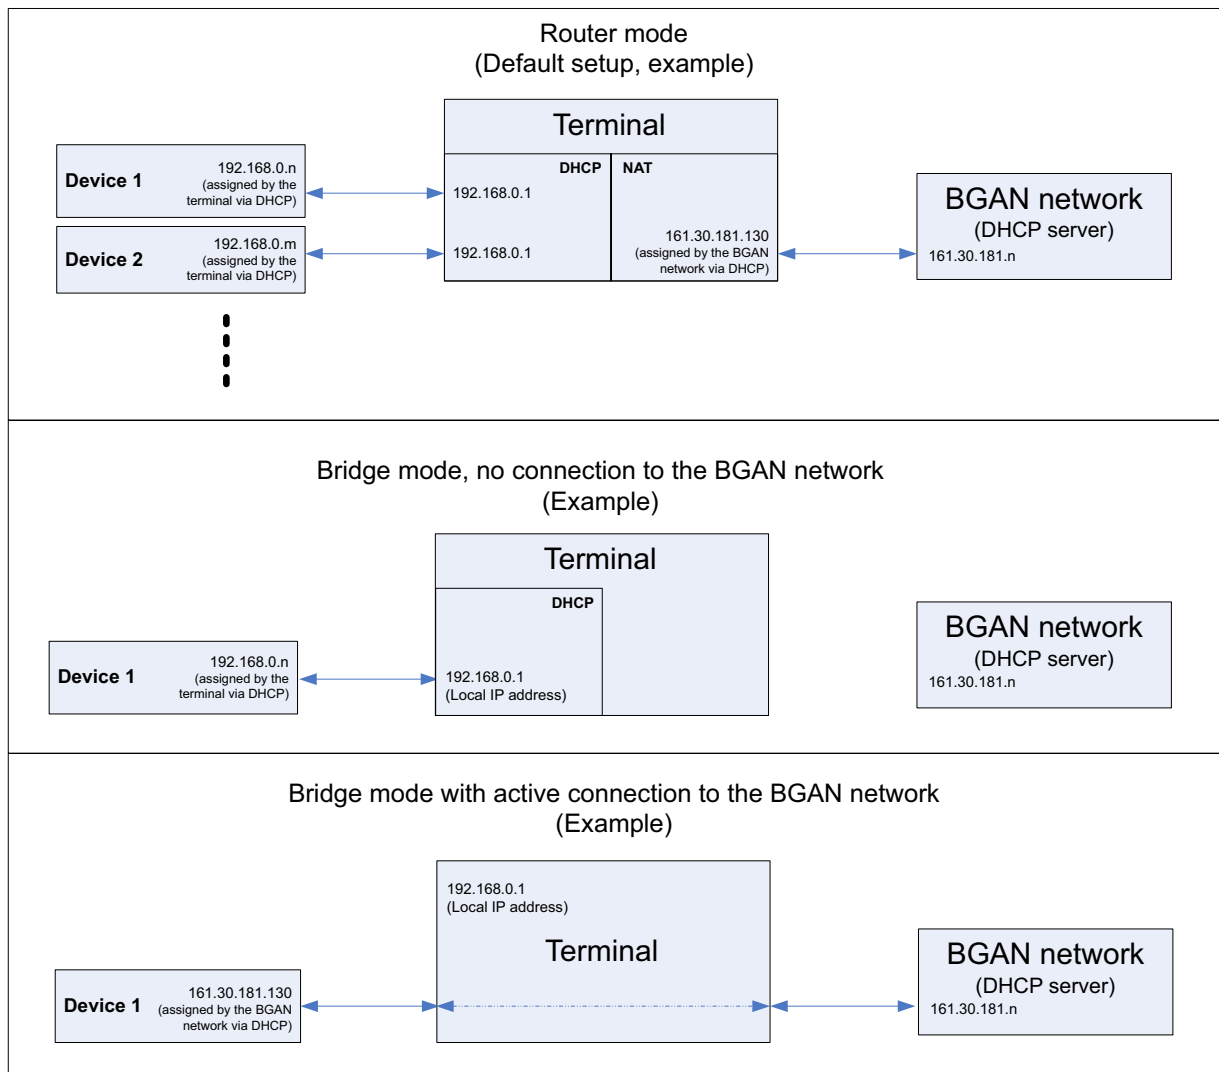 Router mode
(Default setup, example)
Terminal
DHCP
NAT
Device 1
192.168.0.n
(assigned by the
terminal via DHCP)
192.168.0.1
Device 2
192.168.0.m
(assigned by the
terminal via DHCP)
192.168.0.1
161.30.181.130
(assigned by the BGAN
network via DHCP)
BGAN network
(DHCP server)
161.30.181.n
Bridge mode, no connection to the BGAN network
(Example)
Terminal
DHCP
Device 1
192.168.0.n
(assigned by the
terminal via DHCP)
192.168.0.1
(Local IP address)
BGAN network
(DHCP server)
161.30.181.n
Bridge mode with active connection to the BGAN network
(Example)
192.168.0.1
(Local IP address)
Terminal
Device 1
161.30.181.130
(assigned by the BGAN
network via DHCP)
BGAN network
(DHCP server)
161.30.181.n